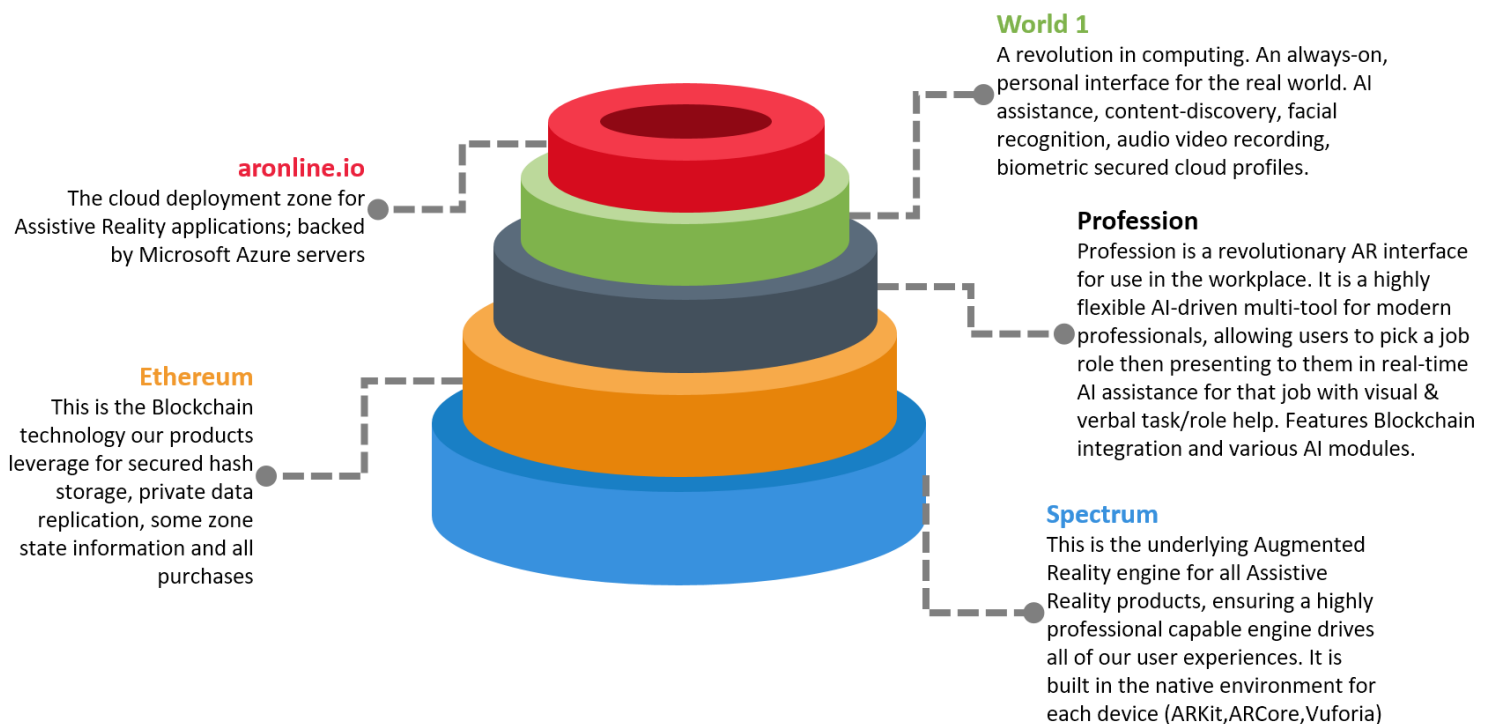 World 1
A revolution in computing. An always-on,
personal interface for the real world. AI
assistance, content-discovery, facial
recognition, audio video recording,
biometric secured cloud profiles.
aronline.io
The cloud deployment zone for
Assistive Reality applications; backed
by Microsoft Azure servers
Profession
Profession is a revolutionary AR interface
for use in the workplace. It is a highly
flexible AI-driven multi-tool for modern
professionals, allowing users to pick a job
role then presenting to them in real-time
AI assistance for that job with visual &
verbal task/role help. Features Blockchain
integration and various AI modules.
Ethereum
This is the Blockchain
technology our products
leverage for secured hash
storage, private data
replication, some zone
state information and all
purchases
Spectrum
This is the underlying Augmented
Reality engine for all Assistive
Reality products, ensuring a highly
professional capable engine drives
all of our user experiences. It is
built in the native environment for
each device (ARKit,ARCore,Vuforia)